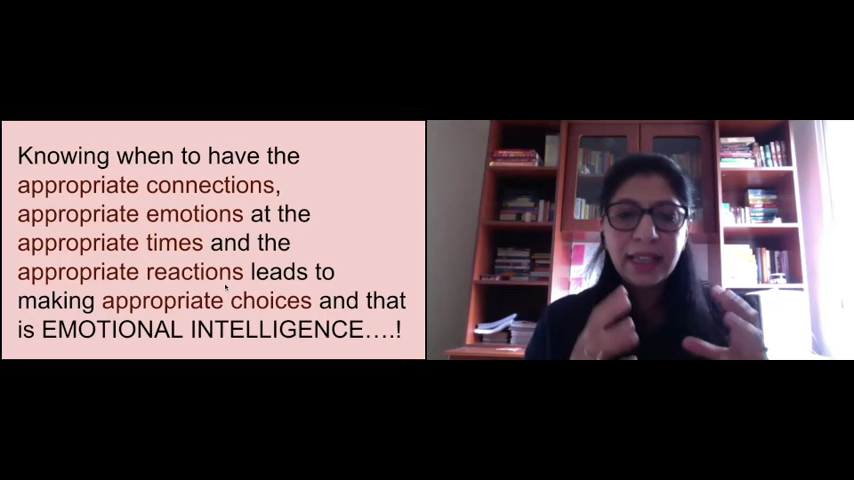 Knowing when to have the
appropriate connections,
appropriate emotions at the
appropriate times and the
appropriate reactions leads to
making appropriate choices and that
is EMOTIONAL INTELLIGENCE....!